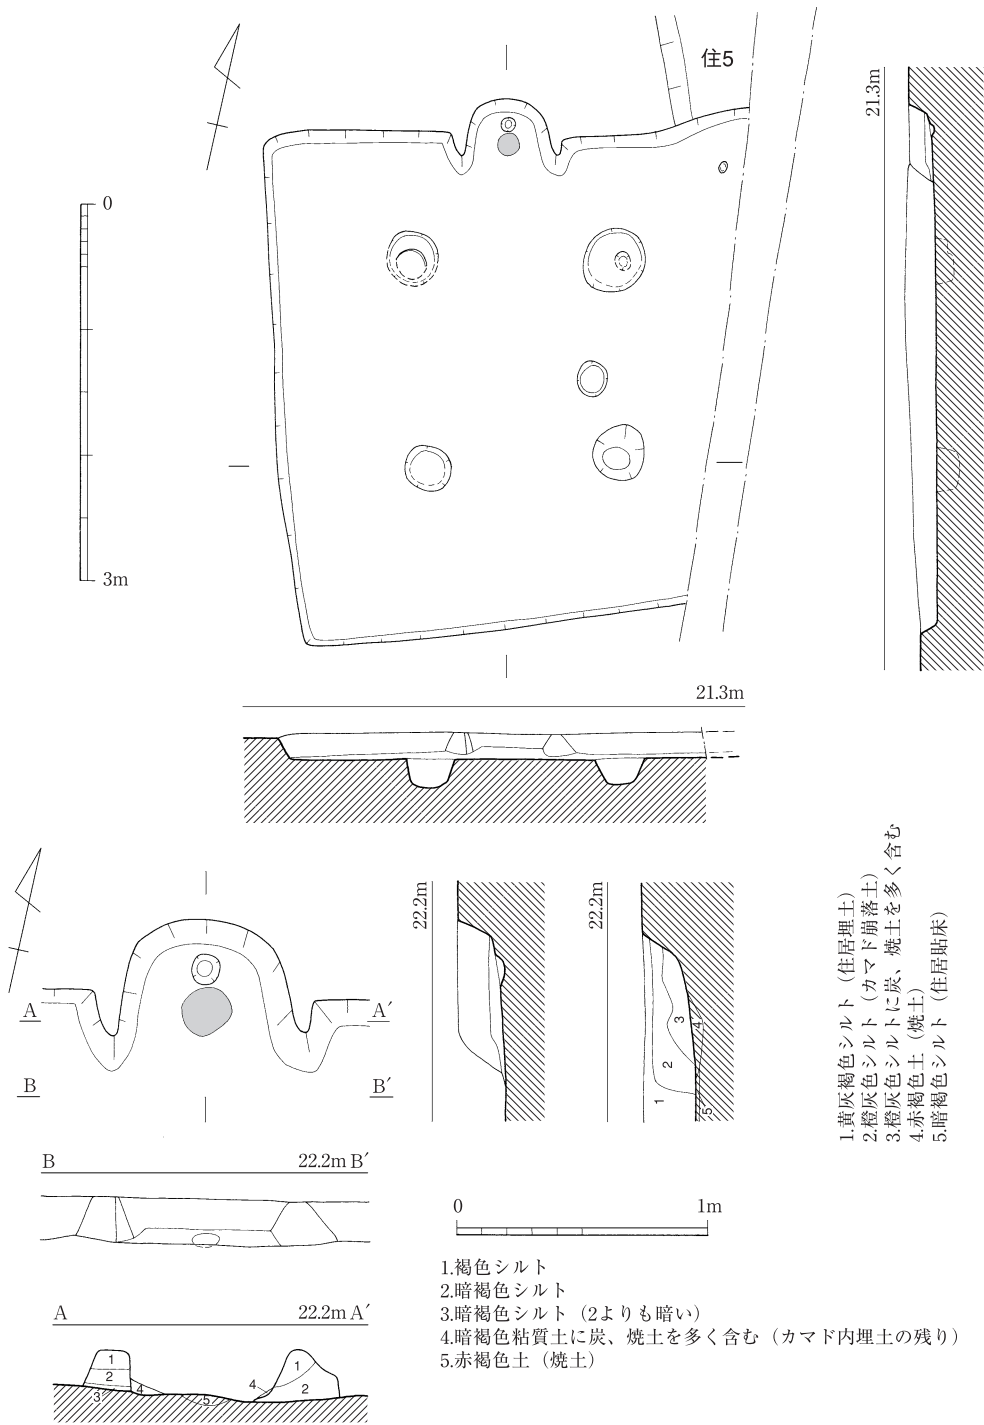 住5
21.3m
0
3m
21.3m
22.2m
22.2m
3
4
2
1
5
A
A′
B
B′
1.黄灰褐色シルト（住居埋土）
2.橙灰色シルト（カマド崩落土）
3.橙灰色シルトに炭、焼土を多く含む
4.赤褐色土（焼土）
5.暗褐色シルト（住居貼床）
B 22.2m B′
0 1m
1.褐色シルト
2.暗褐色シルト
3.暗褐色シルト（2よりも暗い）
4.暗褐色粘質土に炭、焼土を多く含む（カマド内埋土の残り）
5.赤褐色土（焼土）
A 22.2m A′
1 1
2 4 4 2
3 5